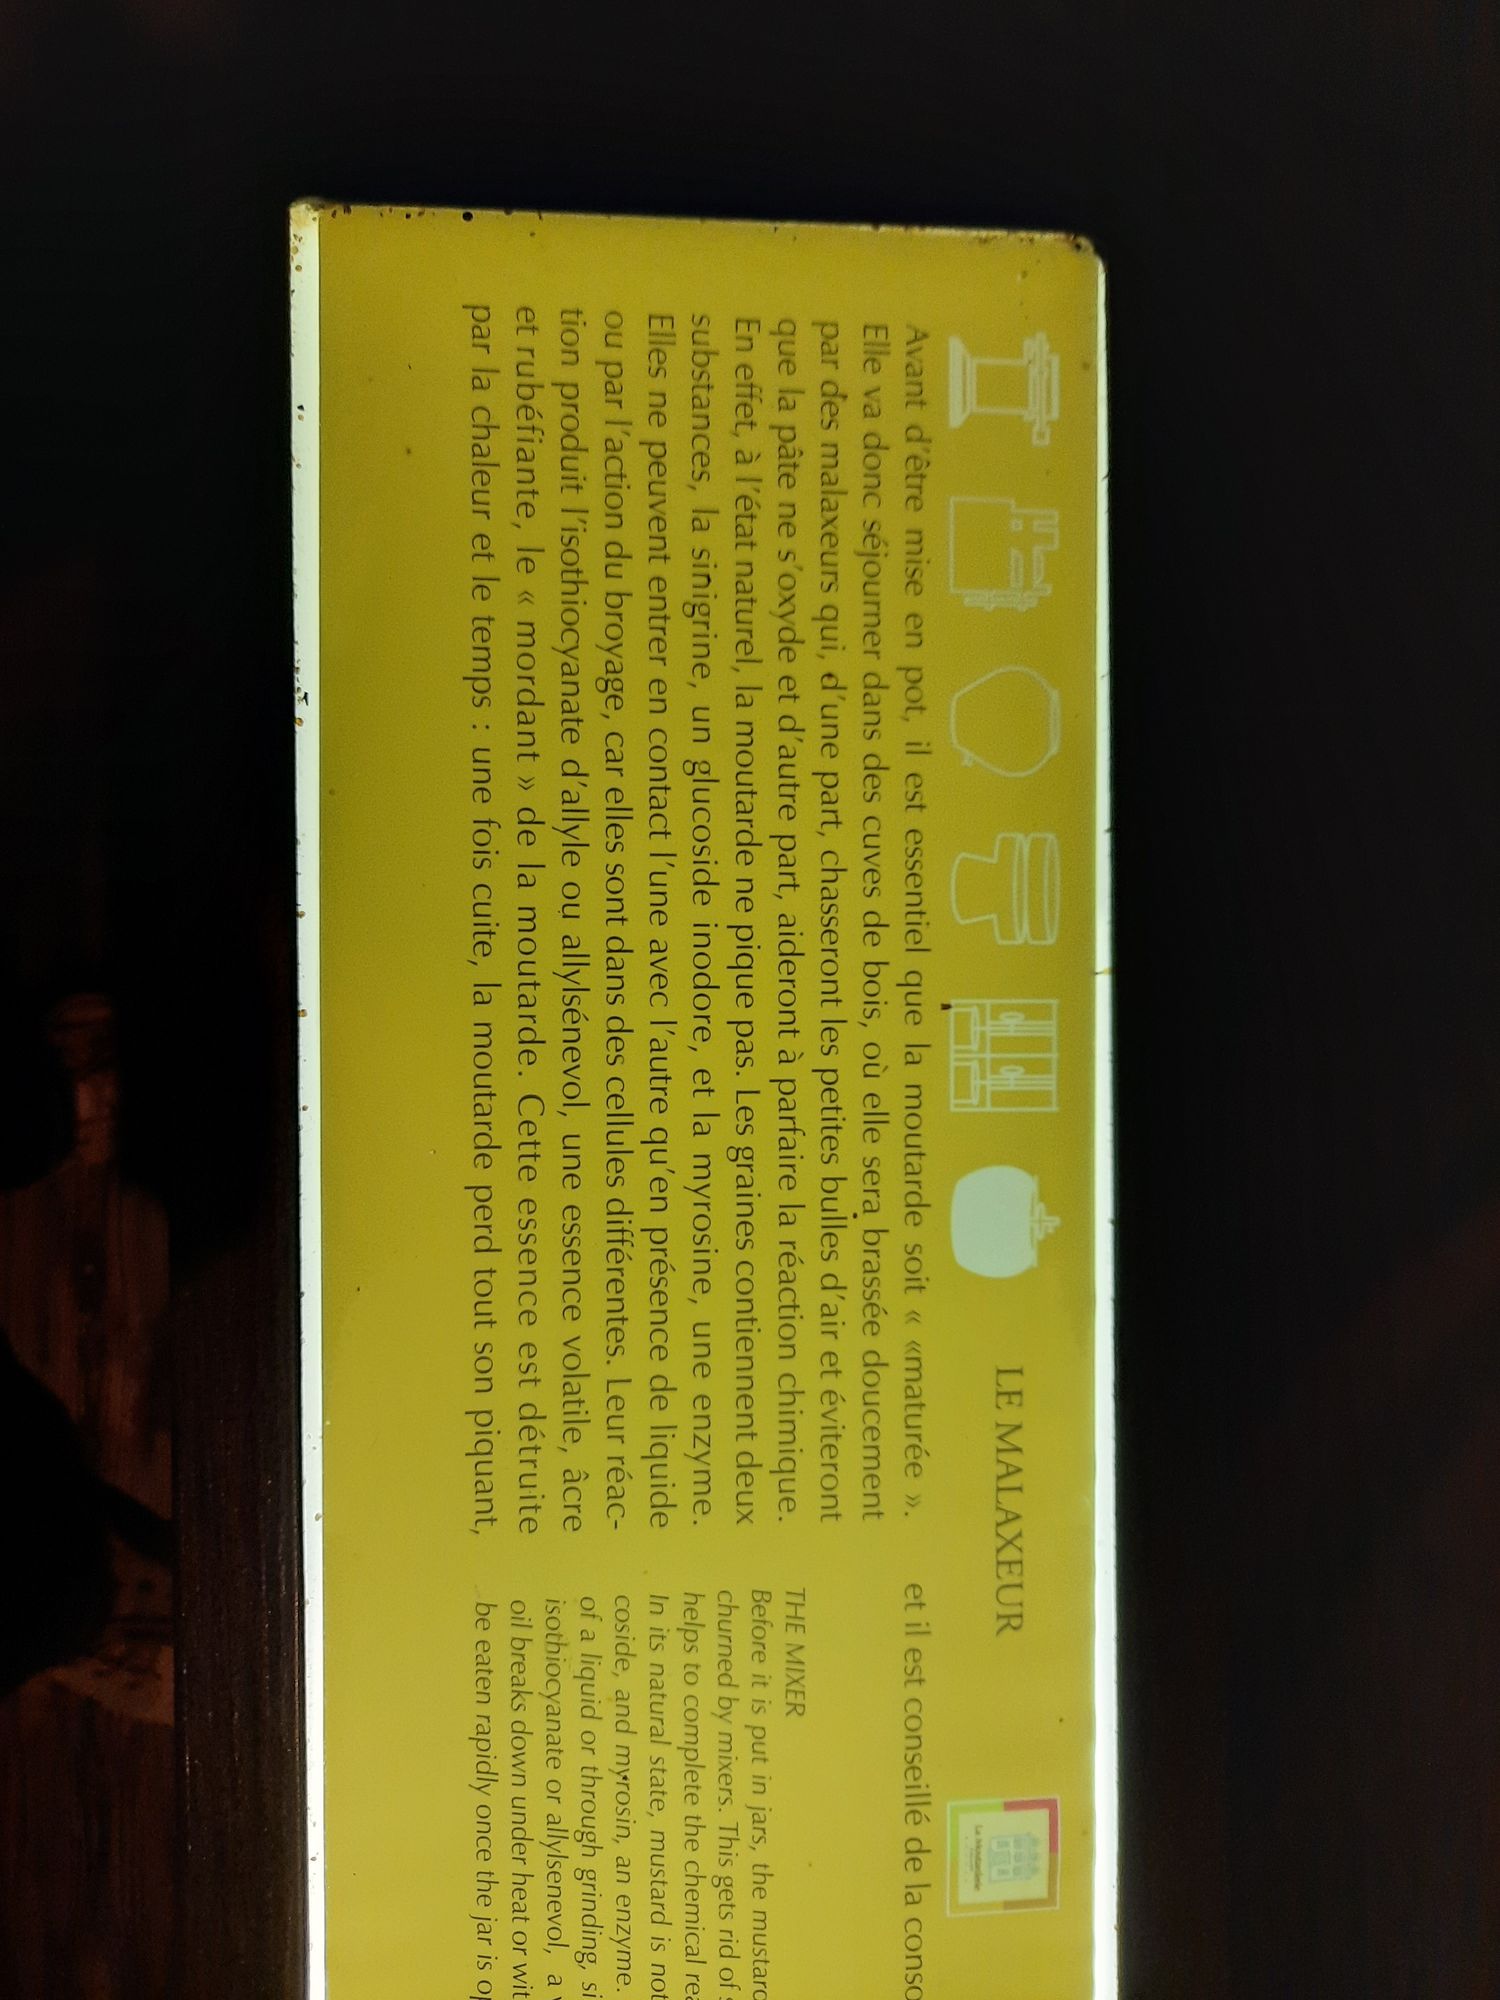 LE MALAXEUR
La Moutarderie
Avant d'être mise en pot, il est essentiel que la moutarde soit « «maturée ».
Elle va donc séjourner dans des cuves de bois, où elle sera brassée doucement
par des malaxeurs qui, d'une part, chasseront les petites bulles d'air et éviteront
que la pâte ne s'oxyde et d'autre part, aideront à parfaire la réaction chimique.
En effet, à l'état naturel, la moutarde ne pique pas. Les graines contiennent deux
substances, la sinigrine, un glucoside inodore, et la myrosine, une enzyme.
Elles ne peuvent entrer en contact l'une avec l'autre qu'en présence de liquide
ou par l'action du broyage, car elles sont dans des cellules différentes. Leur réac-
tion produit l'isothiocyanate d'allyle ou allylsénevol, une essence volatile, âcre
et rubéfiante, le « mordant » de la moutarde. Cette essence est détruite
par la chaleur et le temps : une fois cuite, la moutarde perd tout son piquant,
et il est conseillé de la conso
THE MIXER
Before it is put in jars, the mustard
churned by mixers. This gets rid of
helps to complete the chemical rea
In its natural state, mustard is not
coside, and myrosin, an enzyme.
of a liquid or through grinding, si
isothiocyanate or allylsenevol, a
oil breaks down under heat or wit
be eaten rapidly once the jar is op